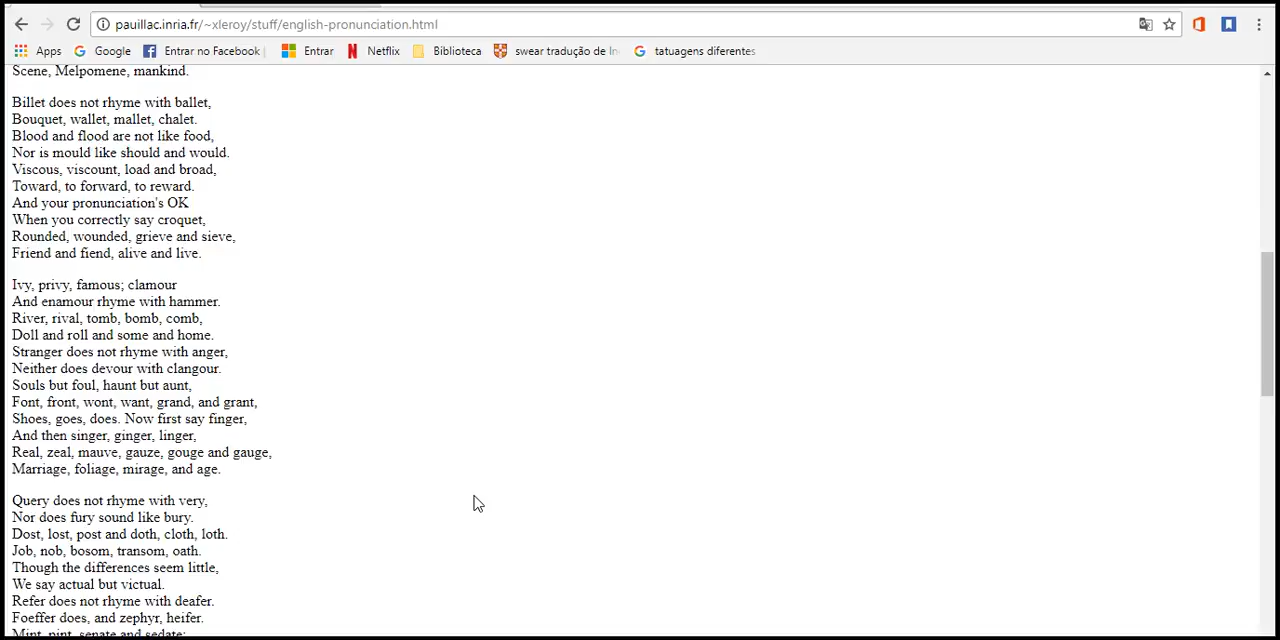 pauillac.inria.fr/~xleroy/stuff/english-pronunciation.html
Apps Google Entrar no Facebook Entrar Netflix Biblioteca swear tradução de In tatuagens diferentes
Scene, Melpomene, mankind.
Billet does not rhyme with ballet,
Bouquet, wallet, mallet, chalet.
Blood and flood are not like food,
Nor is mould like should and would.
Viscous, viscount, load and broad,
Toward, to forward, to reward.
And your pronunciation's OK
When you correctly say croquet,
Rounded, wounded, grieve and sieve,
Friend and fiend, alive and live.
Ivy, privy, famous; clamour
And enamour rhyme with hammer.
River, rival, tomb, bomb, comb,
Doll and roll and some and home.
Stranger does not rhyme with anger,
Neither does devour with clangour.
Souls but foul, haunt but aunt,
Font, front, wont, want, grand, and grant,
Shoes, goes, does. Now first say finger,
And then singer, ginger, linger,
Real, zeal, mauve, gauze, gouge and gauge,
Marriage, foliage, mirage, and age.
Query does not rhyme with very,
Nor does fury sound like bury.
Dost, lost, post and doth, cloth, loth.
Job, nob, bosom, transom, oath.
Though the differences seem little,
We say actual but victual.
Refer does not rhyme with deafer.
Foeffer does, and zephyr, heifer.
Mint, pint, senate and sedate;